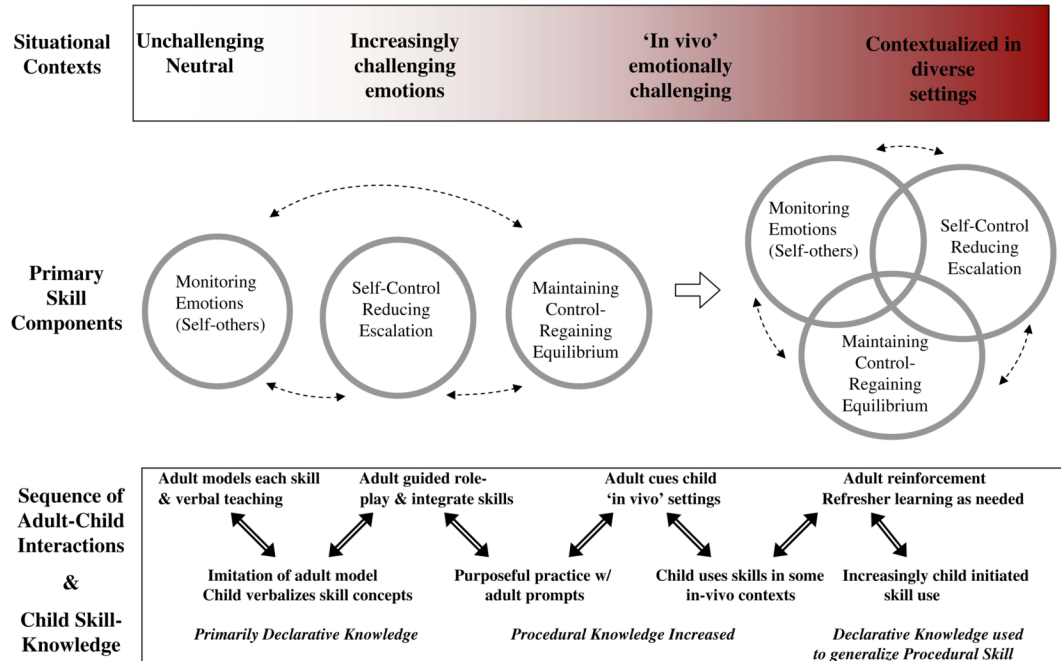 Situational
Contexts
Unchallenging
Neutral
Increasingly
challenging
emotions
‘In vivo’
emotionally
challenging
Contextualized in
diverse
settings
Primary
Skill
Components
Monitoring
Emotions
(Self-others)
Self-Control
Reducing
Escalation
Maintaining
Control-
Regaining
Equilibrium
Monitoring
Emotions
(Self-others)
Self-Control
Reducing
Escalation
Maintaining
Control-
Regaining
Equilibrium
Sequence of
Adult-Child
Interactions
&
Child Skill-
Knowledge
Adult models each skill
& verbal teaching
Adult guided role-
play & integrate skills
Adult cues child
‘in vivo’ settings
Adult reinforcement
Refresher learning as needed
Imitation of adult model
Child verbalizes skill concepts
Purposeful practice w/
adult prompts
Child uses skills in some
in-vivo contexts
Increasingly child initiated
skill use
Primarily Declarative Knowledge
Procedural Knowledge Increased
Declarative Knowledge used
to generalize Procedural Skill